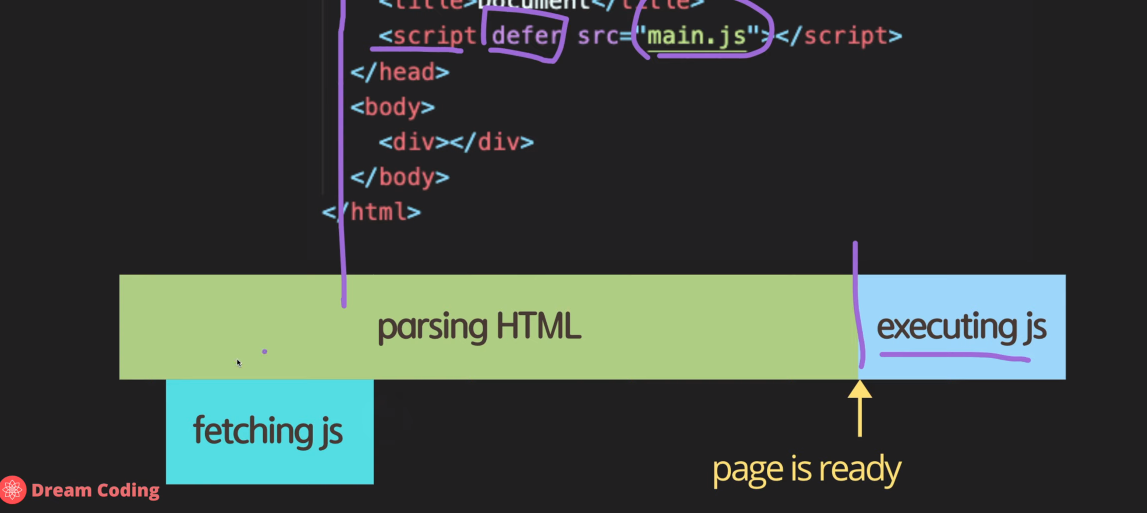 <title>Document</title>
<script defer src="main.js"></script>
</head>
<body>
<div></div>
</body>
</html>
parsing HTML
executing js
fetching js
page is ready
Dream Coding